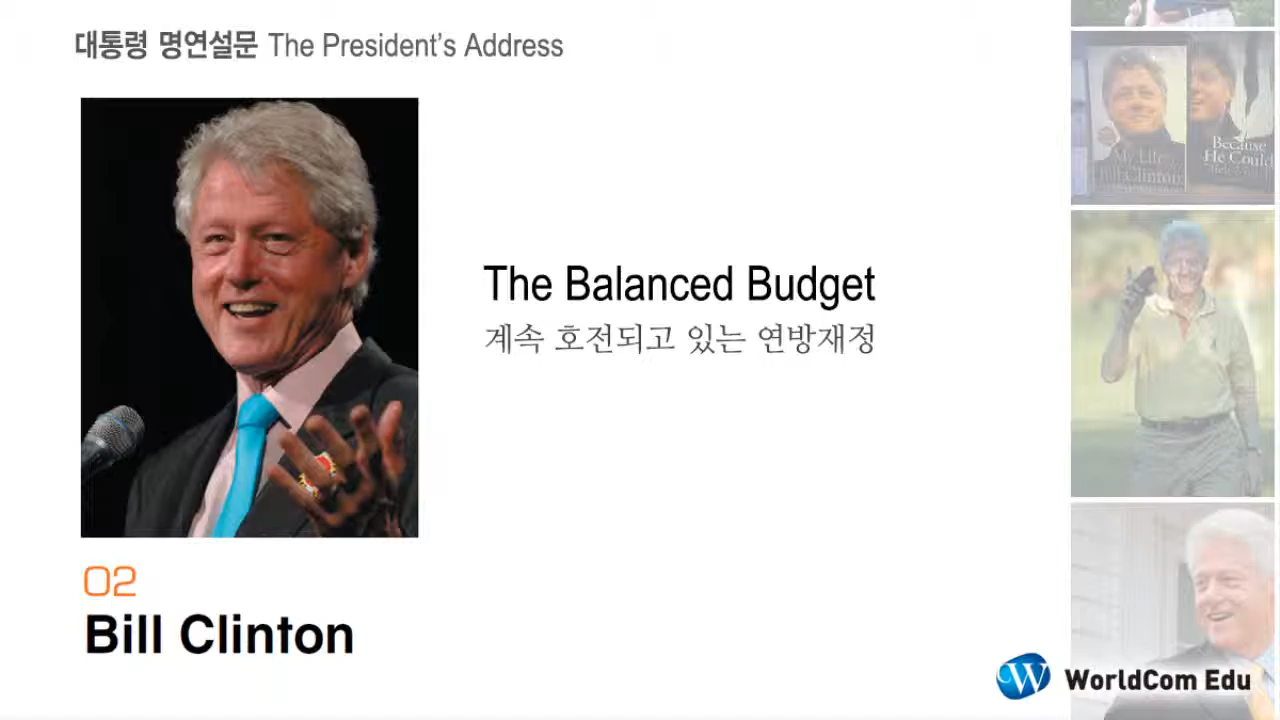 대통령 명연설문 The President's Address
The Balanced Budget
계속 호전되고 있는 연방재정
02
Bill Clinton
My Life
Bill Clinton
Because
He Could
W WorldCom Edu